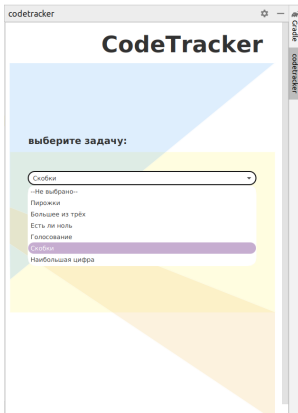 codetracker
CodeTracker
выберите задачу:
Скобки
--Не выбрано--
Пирожки
Большее из трёх
Есть ли ноль
Голосование
Скобки
Наибольшая цифра
Gradle
codetracker